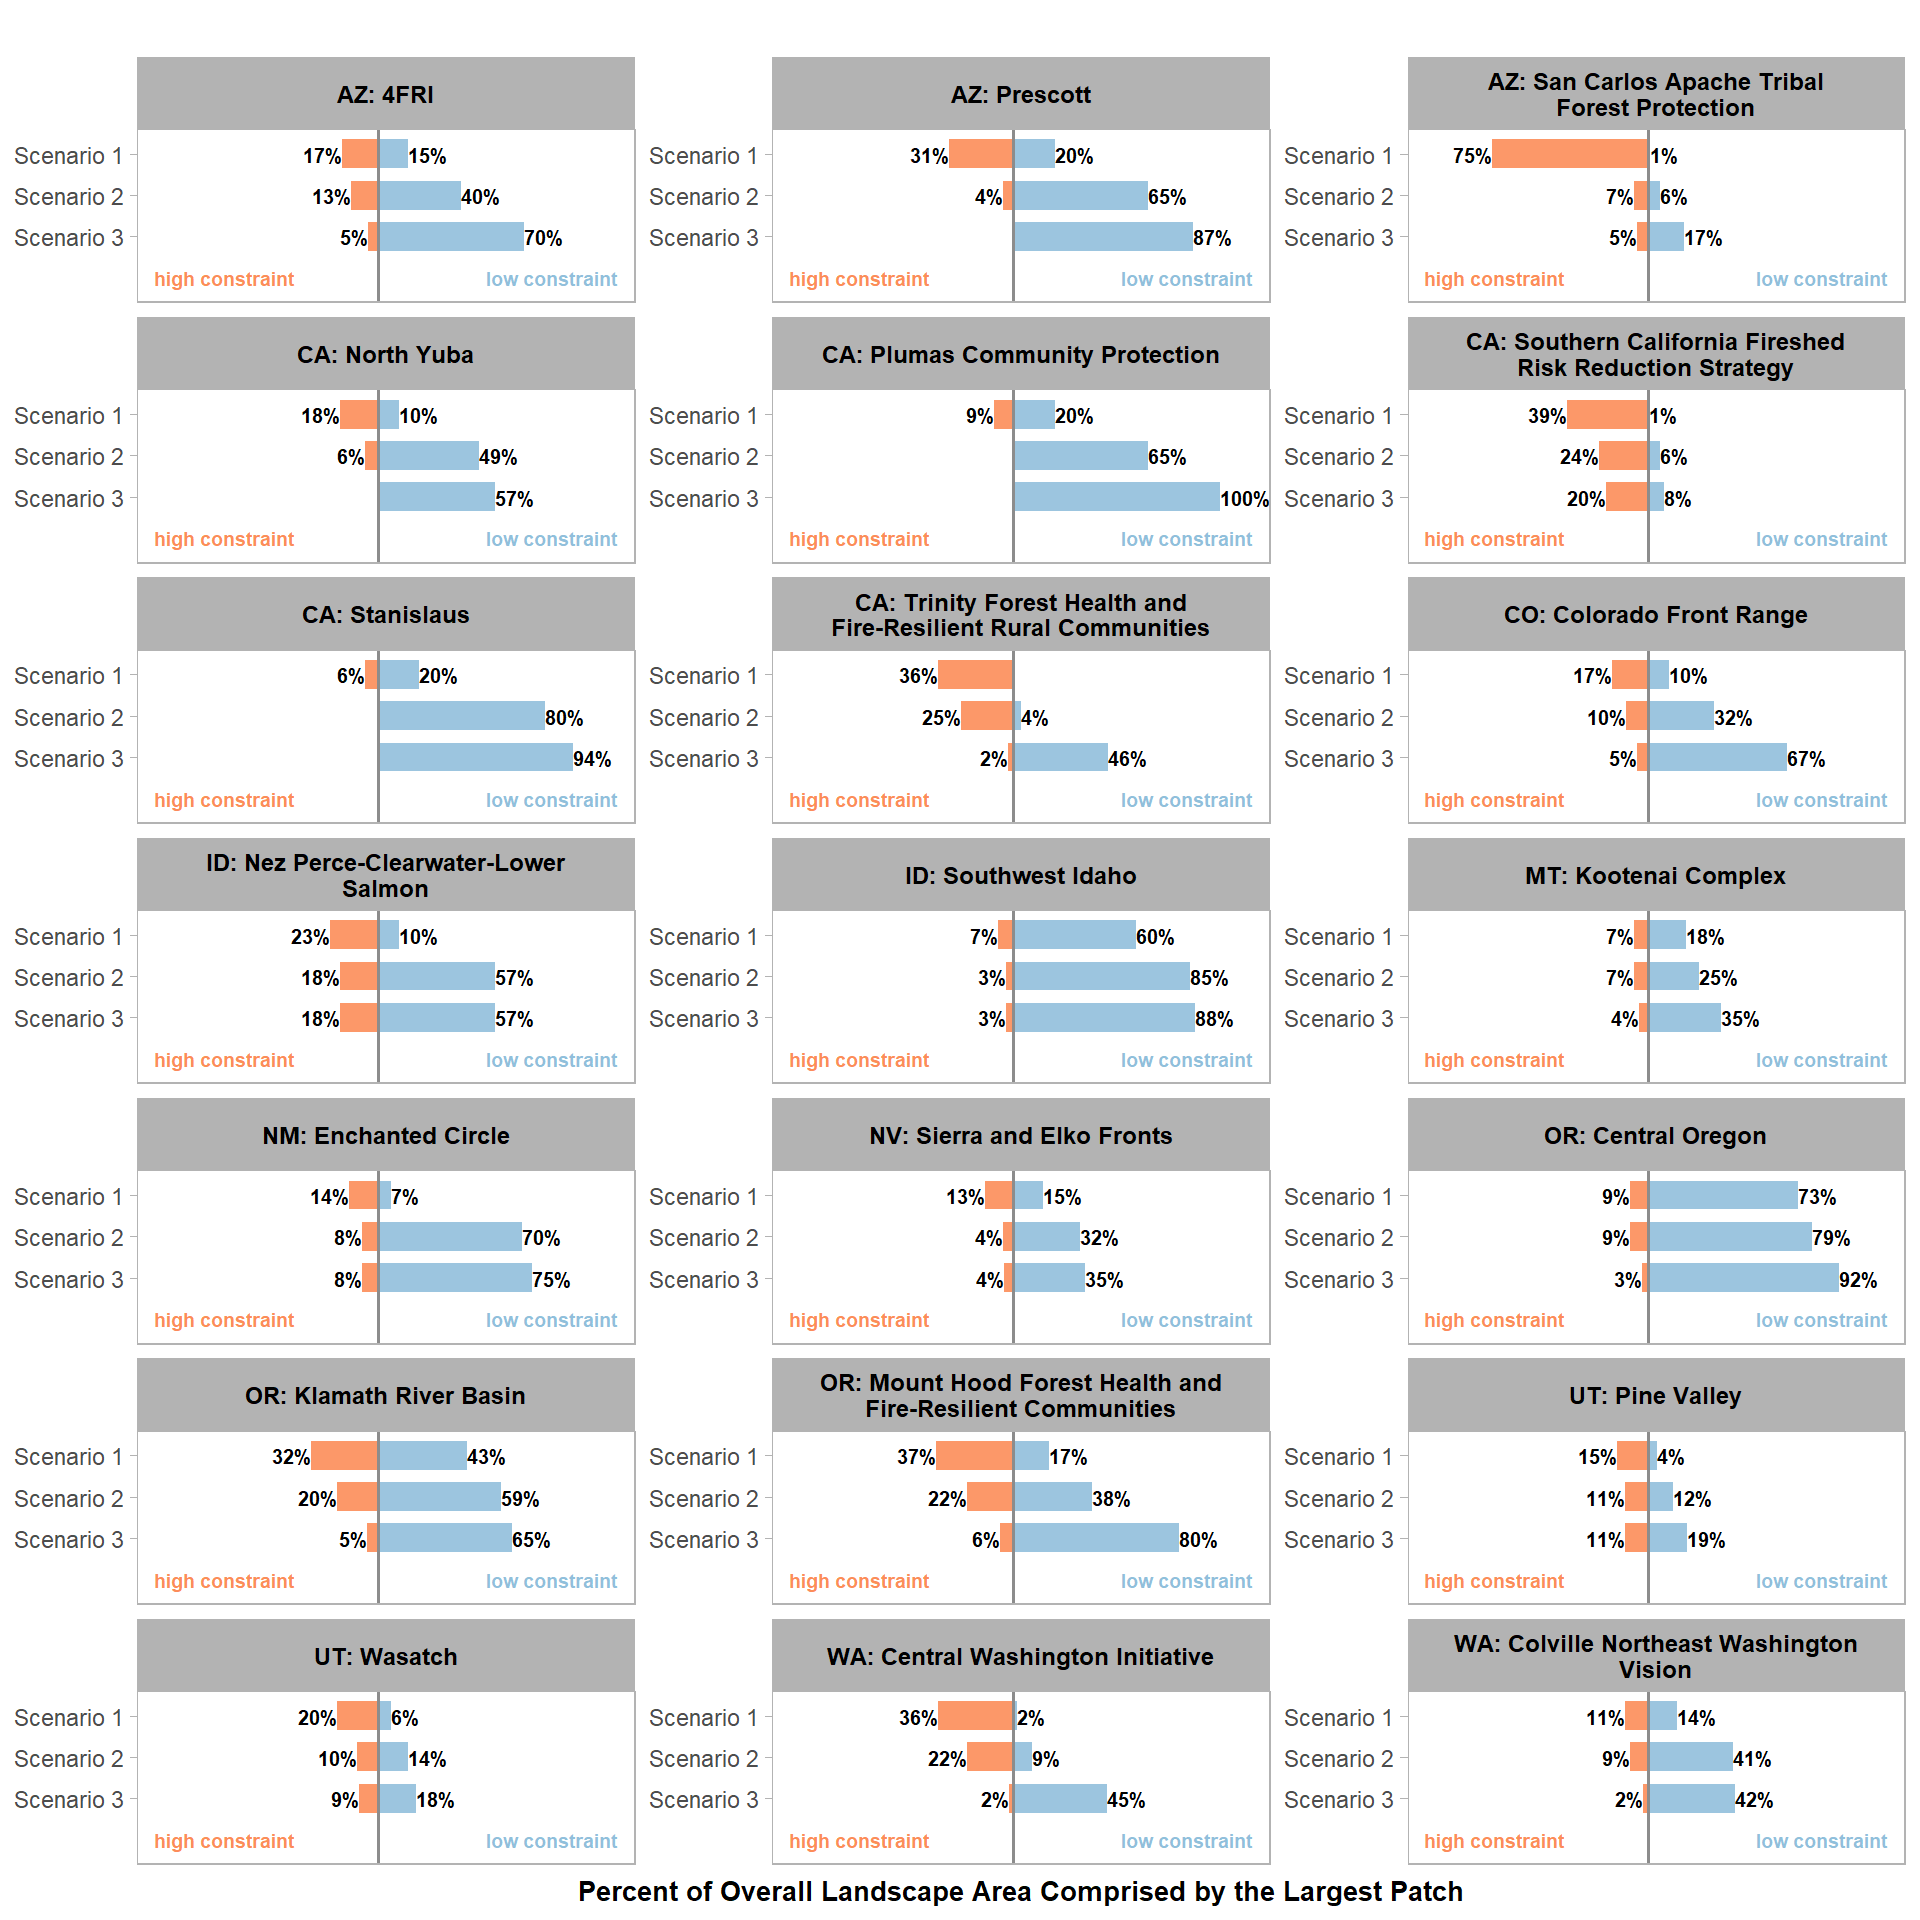 AZ: 4FRI
Scenario 1 17% 15%
Scenario 2 13% 40%
Scenario 3 5% 70%
high constraint low constraint
AZ: Prescott
Scenario 1 31% 20%
Scenario 2 4% 65%
Scenario 3 87%
high constraint low constraint
AZ: San Carlos Apache Tribal
Forest Protection
Scenario 1 75% 1%
Scenario 2 7% 6%
Scenario 3 5% 17%
high constraint low constraint
CA: North Yuba
Scenario 1 18% 10%
Scenario 2 6% 49%
Scenario 3 57%
high constraint low constraint
CA: Plumas Community Protection
Scenario 1 9% 20%
Scenario 2 65%
Scenario 3 100%
high constraint low constraint
CA: Southern California Fireshed
Risk Reduction Strategy
Scenario 1 39% 1%
Scenario 2 24% 6%
Scenario 3 20% 8%
high constraint low constraint
CA: Stanislaus
Scenario 1 6% 20%
Scenario 2 80%
Scenario 3 94%
high constraint low constraint
CA: Trinity Forest Health and
Fire-Resilient Rural Communities
Scenario 1 36%
Scenario 2 25% 4%
Scenario 3 2% 46%
high constraint low constraint
CO: Colorado Front Range
Scenario 1 17% 10%
Scenario 2 10% 32%
Scenario 3 5% 67%
high constraint low constraint
ID: Nez Perce-Clearwater-Lower
Salmon
Scenario 1 23% 10%
Scenario 2 18% 57%
Scenario 3 18% 57%
high constraint low constraint
ID: Southwest Idaho
Scenario 1 7% 60%
Scenario 2 3% 85%
Scenario 3 3% 88%
high constraint low constraint
MT: Kootenai Complex
Scenario 1 7% 18%
Scenario 2 7% 25%
Scenario 3 4% 35%
high constraint low constraint
NM: Enchanted Circle
Scenario 1 14% 7%
Scenario 2 8% 70%
Scenario 3 8% 75%
high constraint low constraint
NV: Sierra and Elko Fronts
Scenario 1 13% 15%
Scenario 2 4% 32%
Scenario 3 4% 35%
high constraint low constraint
OR: Central Oregon
Scenario 1 9% 73%
Scenario 2 9% 79%
Scenario 3 3% 92%
high constraint low constraint
OR: Klamath River Basin
Scenario 1 32% 43%
Scenario 2 20% 59%
Scenario 3 5% 65%
high constraint low constraint
OR: Mount Hood Forest Health and
Fire-Resilient Communities
Scenario 1 37% 17%
Scenario 2 22% 38%
Scenario 3 6% 80%
high constraint low constraint
UT: Pine Valley
Scenario 1 15% 4%
Scenario 2 11% 12%
Scenario 3 11% 19%
high constraint low constraint
UT: Wasatch
Scenario 1 20% 6%
Scenario 2 10% 14%
Scenario 3 9% 18%
high constraint low constraint
WA: Central Washington Initiative
Scenario 1 36% 2%
Scenario 2 22% 9%
Scenario 3 2% 45%
high constraint low constraint
WA: Colville Northeast Washington
Vision
Scenario 1 11% 14%
Scenario 2 9% 41%
Scenario 3 2% 42%
high constraint low constraint
Percent of Overall Landscape Area Comprised by the Largest Patch